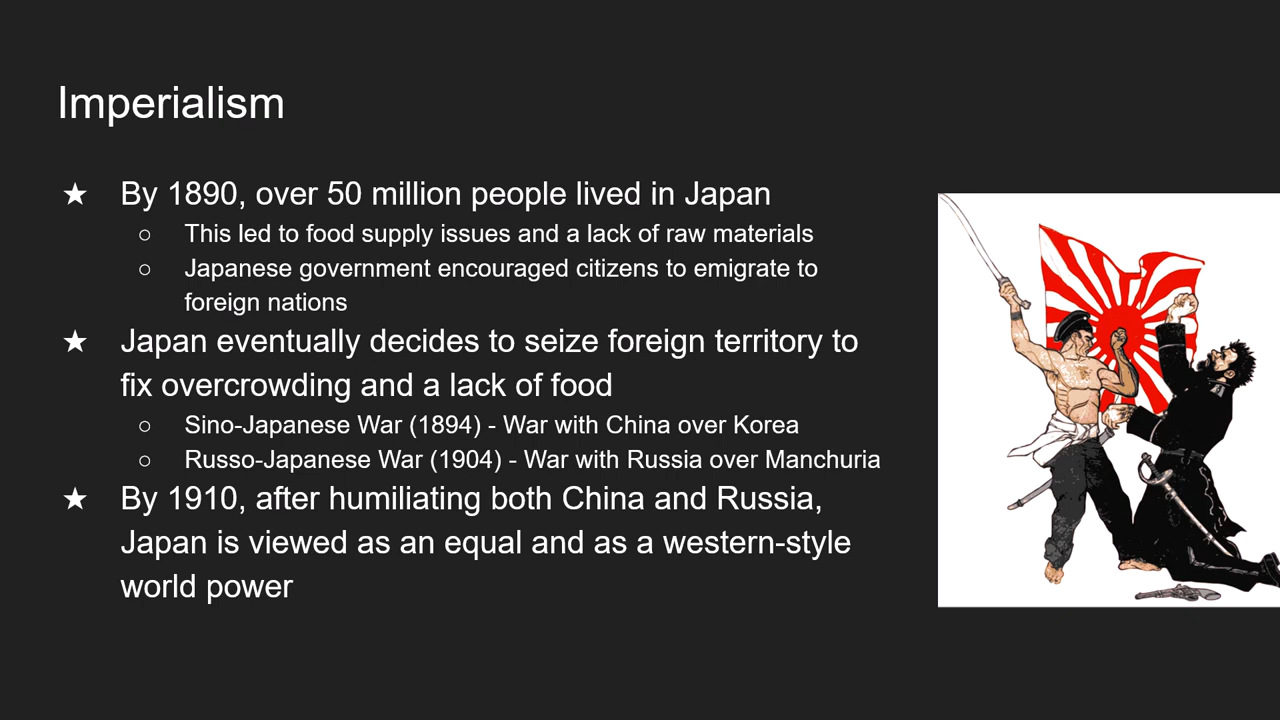 Imperialism
★ By 1890, over 50 million people lived in Japan
○ This led to food supply issues and a lack of raw materials
○ Japanese government encouraged citizens to emigrate to
foreign nations
★ Japan eventually decides to seize foreign territory to
fix overcrowding and a lack of food
○ Sino-Japanese War (1894) - War with China over Korea
○ Russo-Japanese War (1904) - War with Russia over Manchuria
★ By 1910, after humiliating both China and Russia,
Japan is viewed as an equal and as a western-style
world power